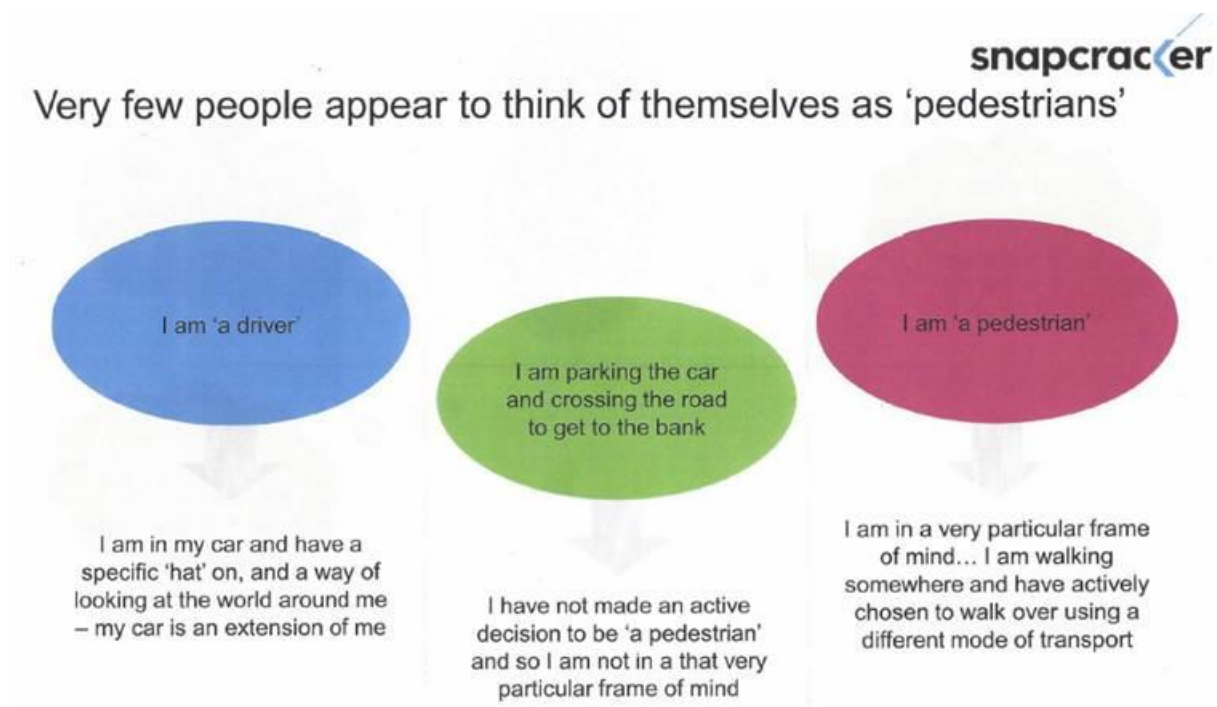 snapcracker
Very few people appear to think of themselves as ‘pedestrians’
I am ‘a driver’
I am in my car and have a
specific ‘hat’ on, and a way of
looking at the world around me
– my car is an extension of me
I am parking the car
and crossing the road
to get to the bank
I have not made an active
decision to be ‘a pedestrian’
and so I am not in a that very
particular frame of mind
I am ‘a pedestrian’
I am in a very particular frame
of mind... I am walking
somewhere and have actively
chosen to walk over using a
different mode of transport